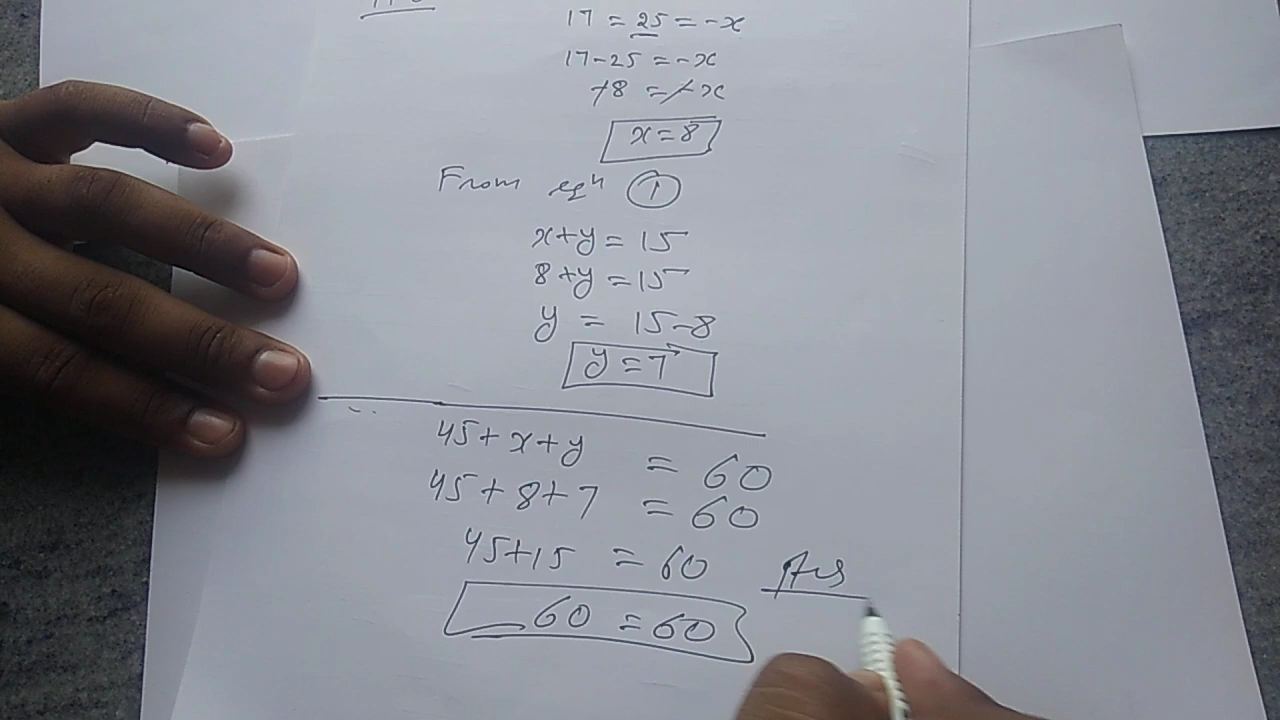 17 = 25 = -x
17-25 = -x
-8 = -x
x = 8
From eqn 1
x+y = 15
8+y = 15
y = 15-8
y = 7
45+x+y = 60
45+8+7 = 60
45+15 = 60 Ans
60 = 60